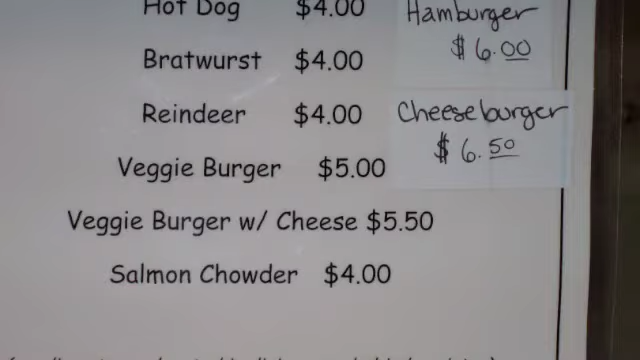 Hot Dog $4.00
Hamburger
$6.00
Bratwurst $4.00
Reindeer $4.00
Cheeseburger
$6.50
Veggie Burger $5.00
Veggie Burger w/ Cheese $5.50
Salmon Chowder $4.00